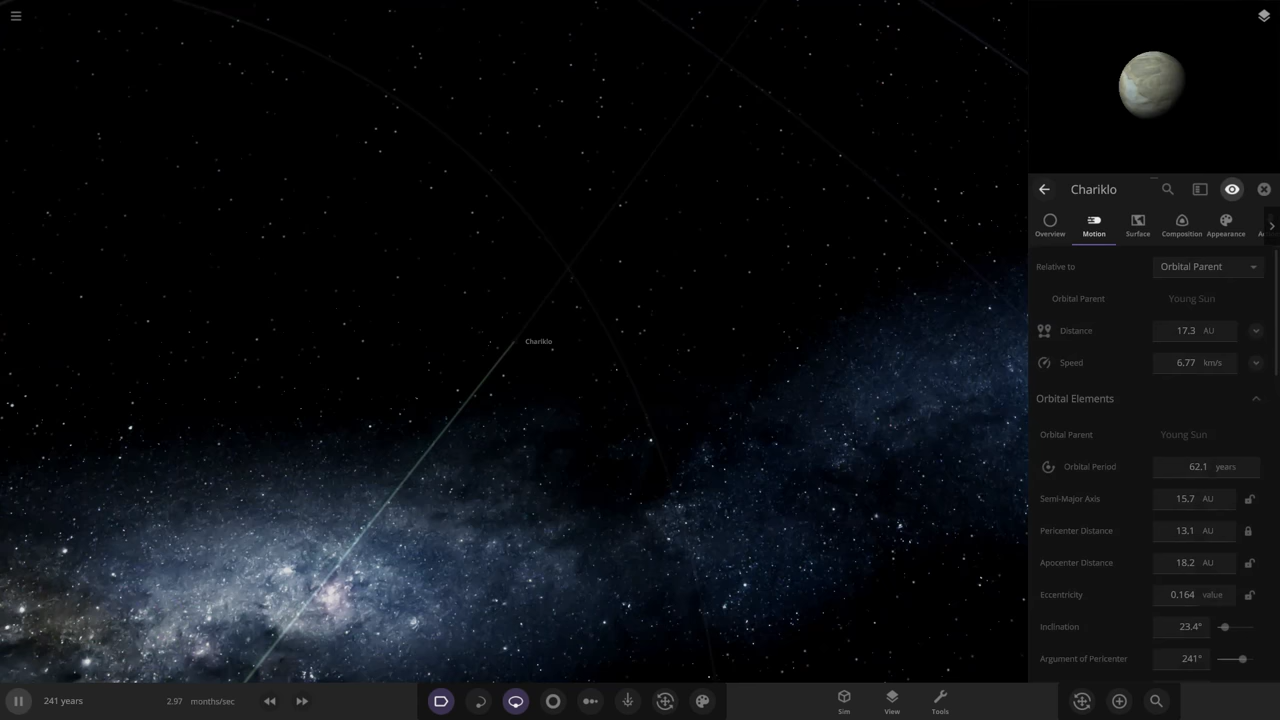 Chariklo
Chariklo
Overview Motion Surface Composition Appearance
Relative to Orbital Parent
Orbital Parent Young Sun
Distance 17.3 AU
Speed 6.77 km/s
Orbital Elements
Orbital Parent Young Sun
Orbital Period 62.1 years
Semi-Major Axis 15.7 AU
Pericenter Distance 13.1 AU
Apocenter Distance 18.2 AU
Eccentricity 0.164 value
Inclination 23.4°
Argument of Pericenter 241°
241 years 2.97 months/sec
Sim View Tools